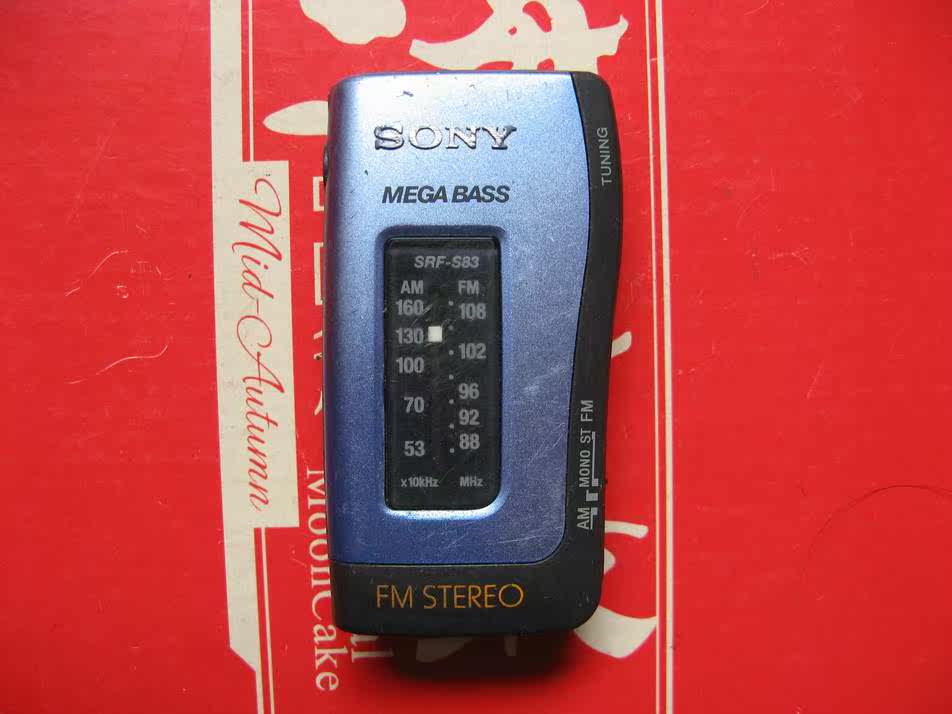 SONY
TUNING
MEGA BASS
SRF-S83
AM FM
160 108
130
102
100
96
70
92
88
53
x10kHz MHz
AM MONO ST FM
FM STEREO
Mid-Autumn
MoonCake